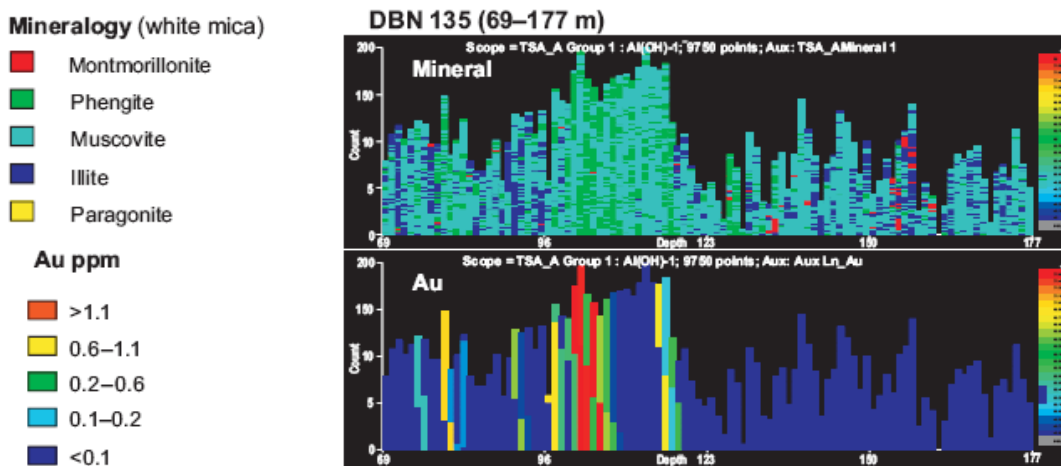 Mineralogy (white mica)
Montmorillonite
Phengite
Muscovite
Illite
Paragonite
Au ppm
>1.1
0.6–1.1
0.2–0.6
0.1–0.2
<0.1
DBN 135 (69–177 m)
Scope = TSA_A Group 1 : Al(OH)-1; 9750 points; Aux: TSA_AMineral 1
Mineral
200
150
10
5
0
Count
69
96
Depth
123
150
177
Scope = TSA_A Group 1 : Al(OH)-1; 9750 points; Aux: Aux Ln_Au
Au
200
150
10
5
0
Count
69
96
Depth
123
150
177